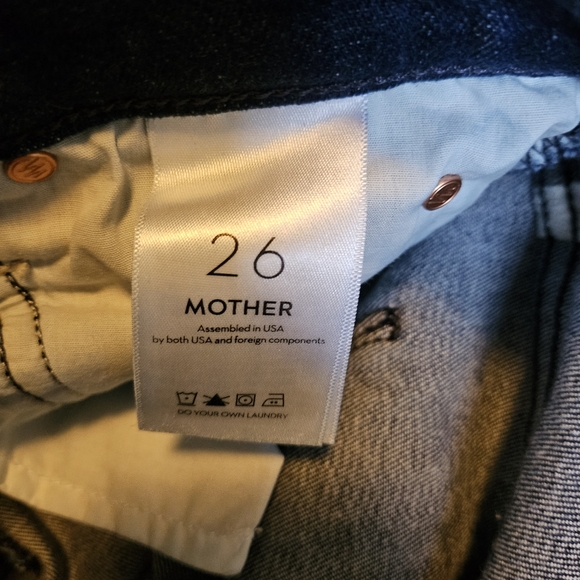 26
MOTHER
Assembled in USA
by both USA and foreign components
DO YOUR OWN LAUNDRY